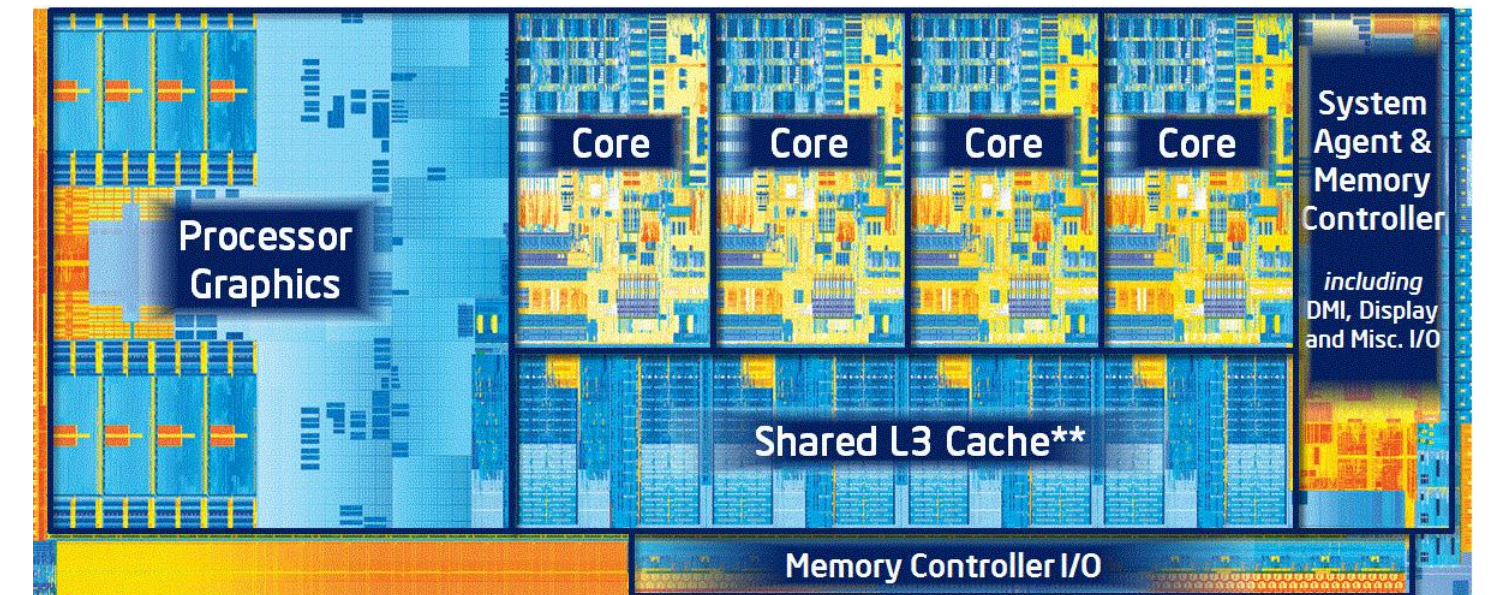 Processor
Graphics
Core
Core
Core
Core
System
Agent &
Memory
Controller
including
DMI, Display
and Misc. I/O
Shared L3 Cache**
Memory Controller I/O